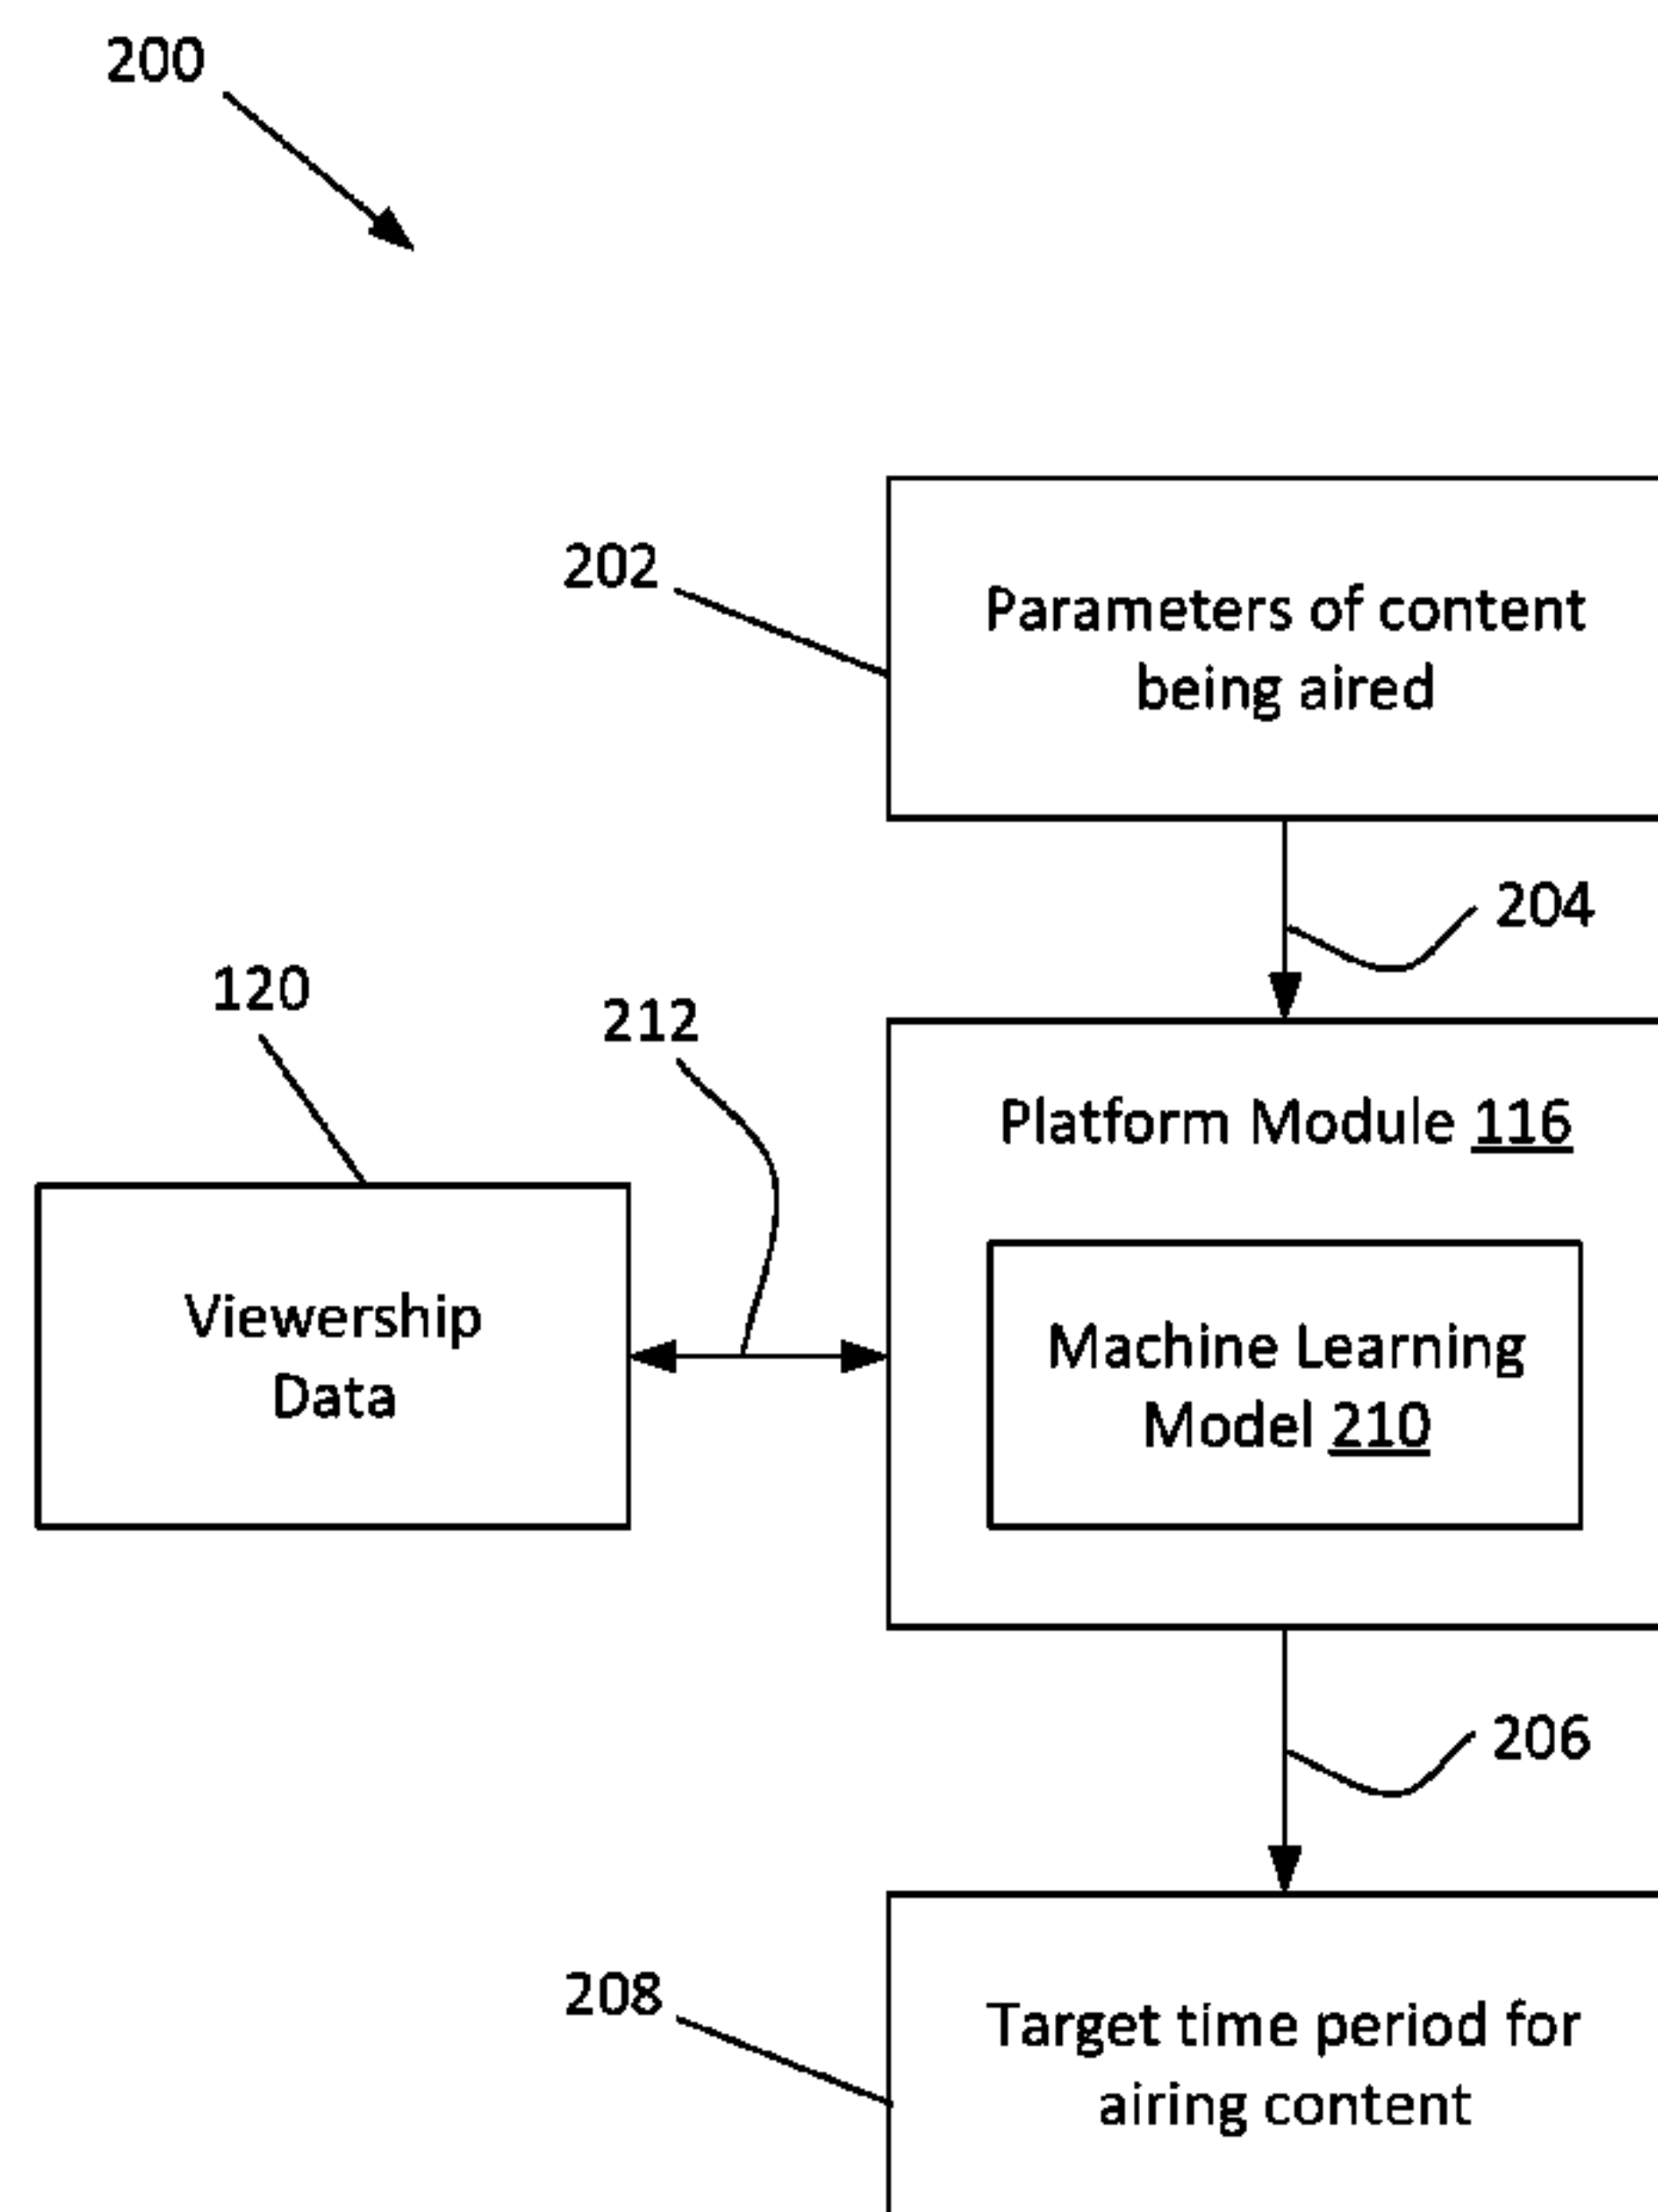 200
202
Parameters of content
being aired
204
120
212
Platform Module 116
Viewership
Data
Machine Learning
Model 210
206
208
Target time period for
airing content